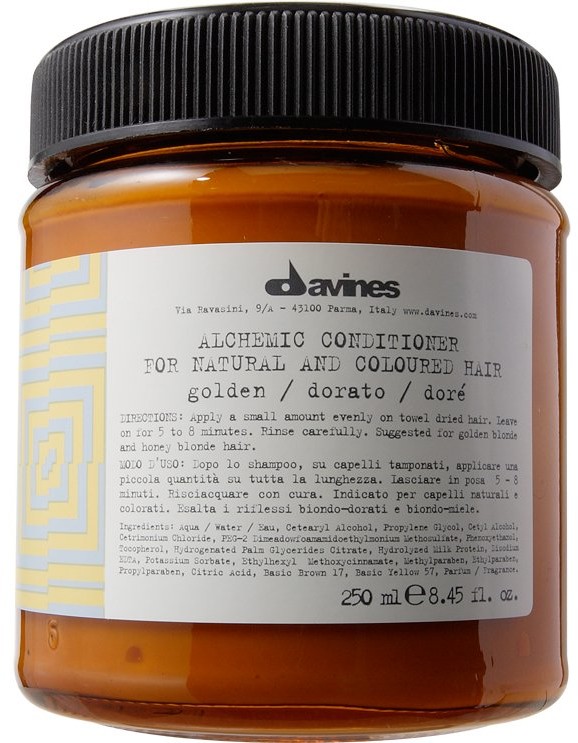 davines
Via Ravasini, 9/A - 43100 Parma, Italy www.davines.com
ALCHEMIC CONDITIONER
FOR NATURAL AND COLOURED HAIR
golden / dorato / doré
DIRECTIONS: Apply a small amount evenly on towel dried hair. Leave
on for 5 to 8 minutes. Rinse carefully. Suggested for golden blonde
and honey blonde hair.
MODO D'USO: Dopo lo shampoo, su capelli tamponati, applicare una
piccola quantità su tutta la lunghezza. Lasciare in posa 5 - 8
minuti. Risciacquare con cura. Indicato per capelli naturali e
colorati. Esalta i riflessi biondo-dorati e biondo-miele.
Ingredients: Aqua / Water / Eau, Cetearyl Alcohol, Propylene Glycol, Cetyl Alcohol,
Cetrimonium Chloride, PEG-2 Dimeadowfoamamidoethylmonium Methosulfate, Phenoxyethanol,
Tocopherol, Hydrogenated Palm Glycerides Citrate, Hydrolyzed Milk Protein, Disodium
EDTA, Potassium Sorbate, Ethylhexyl Methoxycinnamate, Methylparaben, Ethylparaben,
Propylparaben, Citric Acid, Basic Brown 17, Basic Yellow 57, Parfum / Fragrance.
250 ml ℮ 8.45 fl. oz.